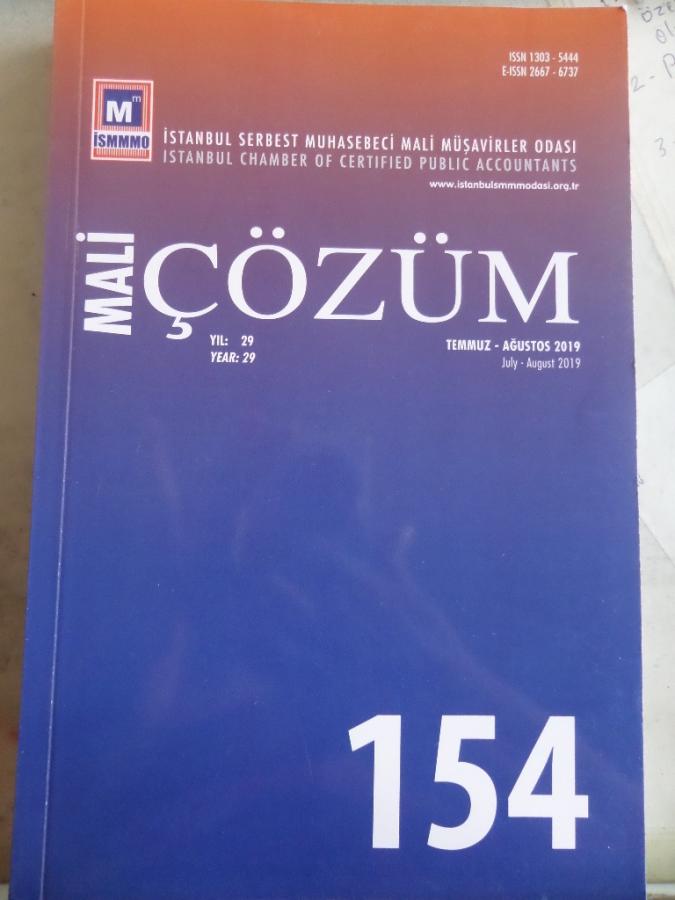 ISSN 1303 - 5444
E-ISSN 2667 - 6737
Mm
İSMMMO
İSTANBUL SERBEST MUHASEBECİ MALİ MÜŞAVİRLER ODASI
ISTANBUL CHAMBER OF CERTIFIED PUBLIC ACCOUNTANTS
www.istanbulsmmmodasi.org.tr
MALİ
ÇÖZÜM
YIL: 29
YEAR: 29
TEMMUZ - AĞUSTOS 2019
July - August 2019
154